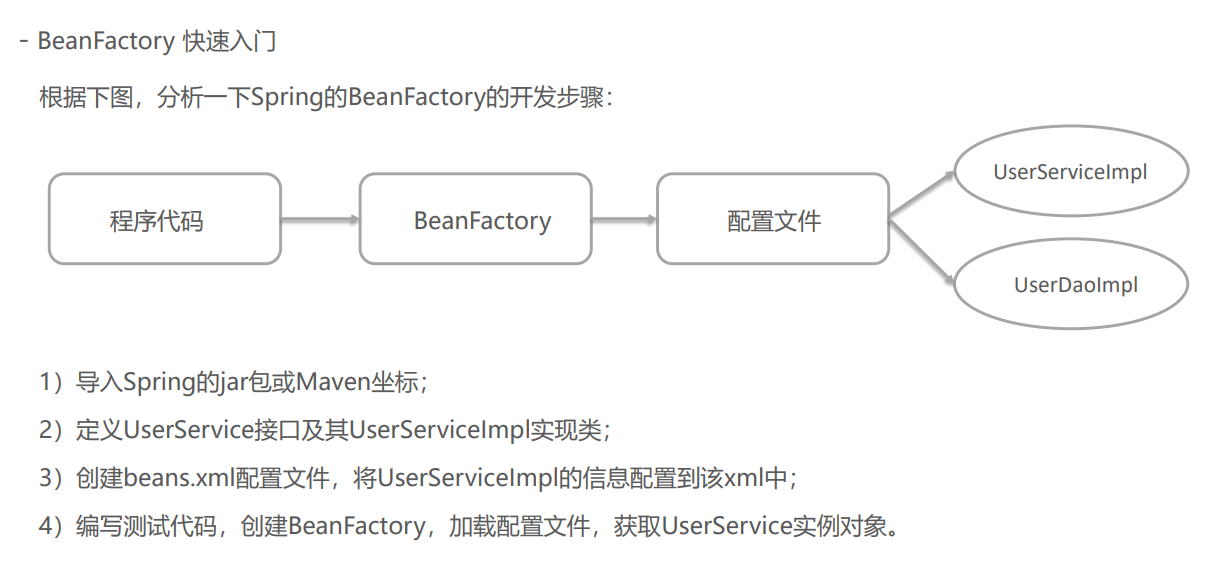 - BeanFactory 快速入门
根据下图，分析一下Spring的BeanFactory的开发步骤：
程序代码
BeanFactory
配置文件
UserServiceImpl
UserDaoImpl
1）导入Spring的jar包或Maven坐标；
2）定义UserService接口及其UserServiceImpl实现类；
3）创建beans.xml配置文件，将UserServiceImpl的信息配置到该xml中；
4）编写测试代码，创建BeanFactory，加载配置文件，获取UserService实例对象。